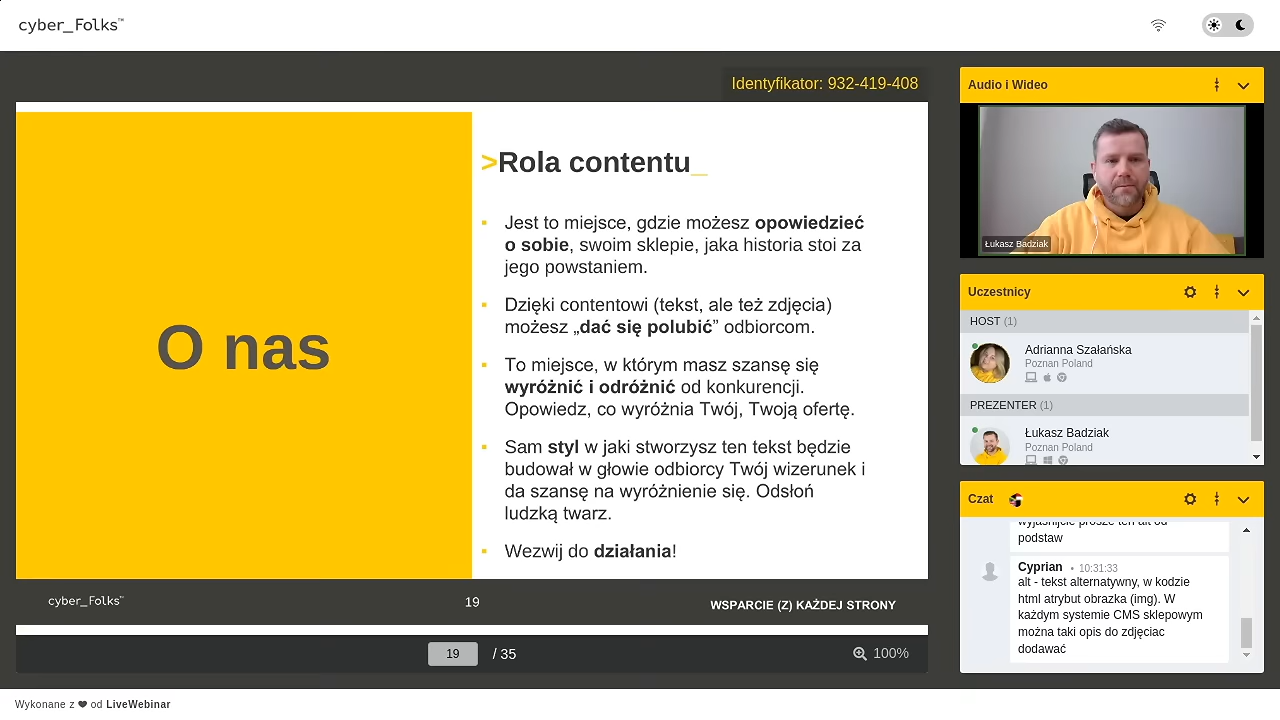 cyber_Folks™
Identyfikator: 932-419-408
O nas
>Rola contentu_
Jest to miejsce, gdzie możesz opowiedzieć
o sobie, swoim sklepie, jaka historia stoi za
jego powstaniem.
Dzięki contentowi (tekst, ale też zdjęcia)
możesz „dać się polubić” odbiorcom.
To miejsce, w którym masz szansę się
wyróżnić i odróżnić od konkurencji.
Opowiedz, co wyróżnia Twój, Twoją ofertę.
Sam styl w jaki stworzysz ten tekst będzie
budował w głowie odbiorcy Twój wizerunek i
da szansę na wyróżnienie się. Odsłoń
ludzką twarz.
Wezwij do działania!
cyber_Folks™
19
WSPARCIE (Z) KAŻDEJ STRONY
19 / 35
100%
Audio i Wideo
Łukasz Badziak
Uczestnicy
HOST (1)
Adrianna Szałańska
Poznan Poland
PREZENTER (1)
Łukasz Badziak
Poznan Poland
Czat
wyjaśnijcie prosze ten alt od
podstaw
Cyprian • 10:31:33
alt - tekst alternatywny, w kodzie
html atrybut obrazka (img). W
każdym systemie CMS sklepowym
można taki opis do zdjęciac
dodawać
Wykonane z ❤ od LiveWebinar